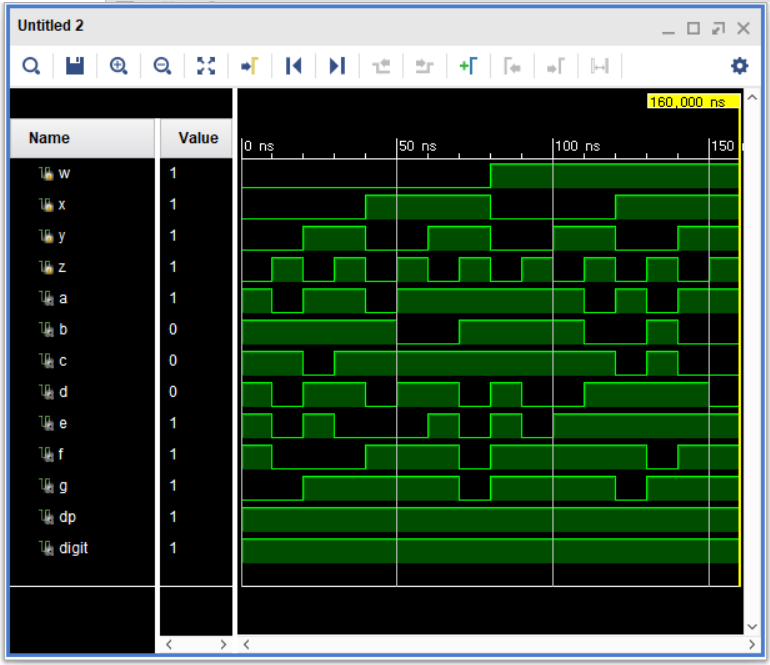 Untitled 2
160,000 ns
Name Value
0 ns 50 ns 100 ns 150
w 1
x 1
y 1
z 1
a 1
b 0
c 0
d 0
e 1
f 1
g 1
dp 1
digit 1